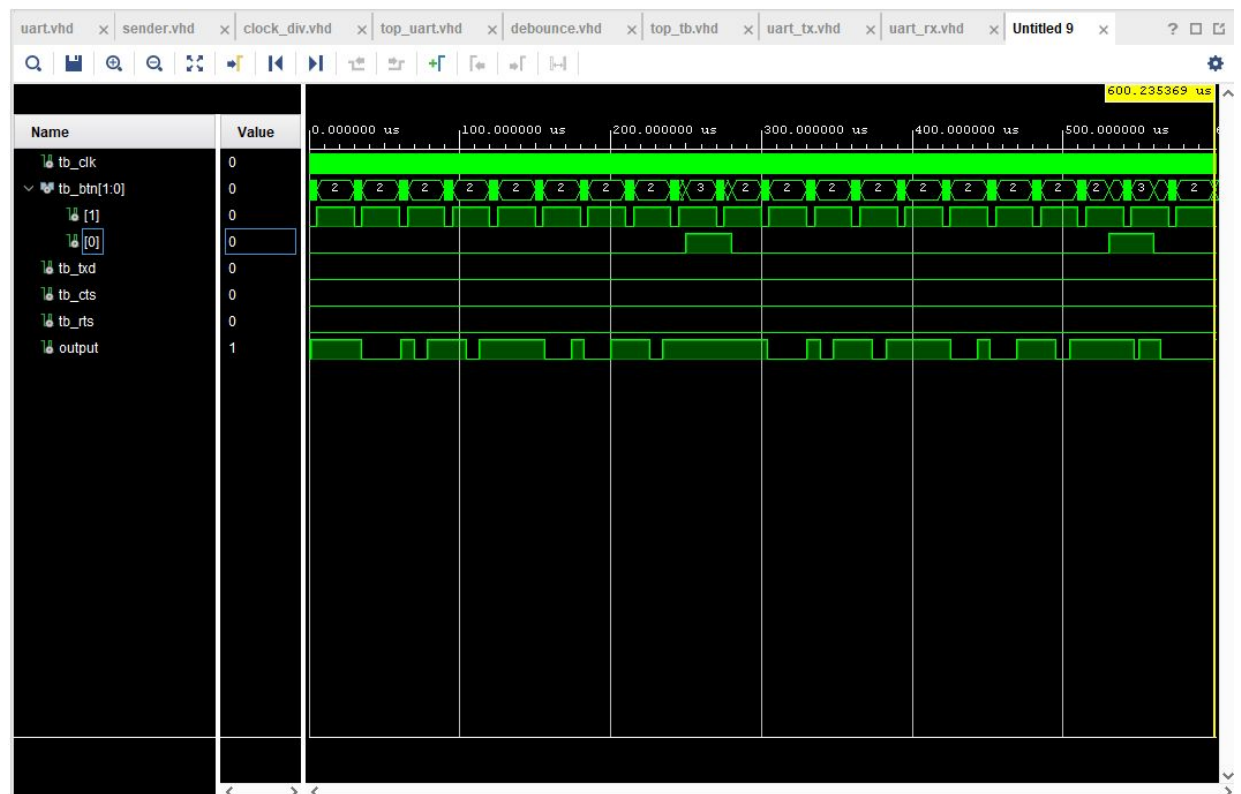 uart.vhd × sender.vhd × clock_div.vhd × top_uart.vhd × debounce.vhd × top_tb.vhd × uart_tx.vhd × uart_rx.vhd × Untitled 9 × ?
600.235369 us
Name Value 0.000000 us 100.000000 us 200.000000 us 300.000000 us 400.000000 us 500.000000 us
tb_clk 0
tb_btn[1:0] 0 2 2 2 2 2 2 2 2 3 2 2 2 2 2 2 2 2 2 3 2
[1] 0
[0] 0
tb_txd 0
tb_cts 0
tb_rts 0
output 1